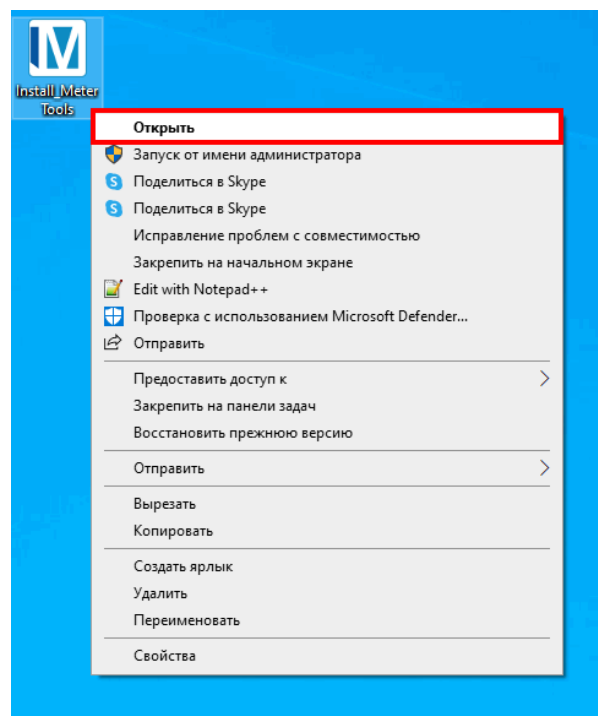 Install_Meter
Tools
Открыть
Запуск от имени администратора
Поделиться в Skype
Поделиться в Skype
Исправление проблем с совместимостью
Закрепить на начальном экране
Edit with Notepad++
Проверка с использованием Microsoft Defender...
Отправить
Предоставить доступ к
Закрепить на панели задач
Восстановить прежнюю версию
Отправить
Вырезать
Копировать
Создать ярлык
Удалить
Переименовать
Свойства